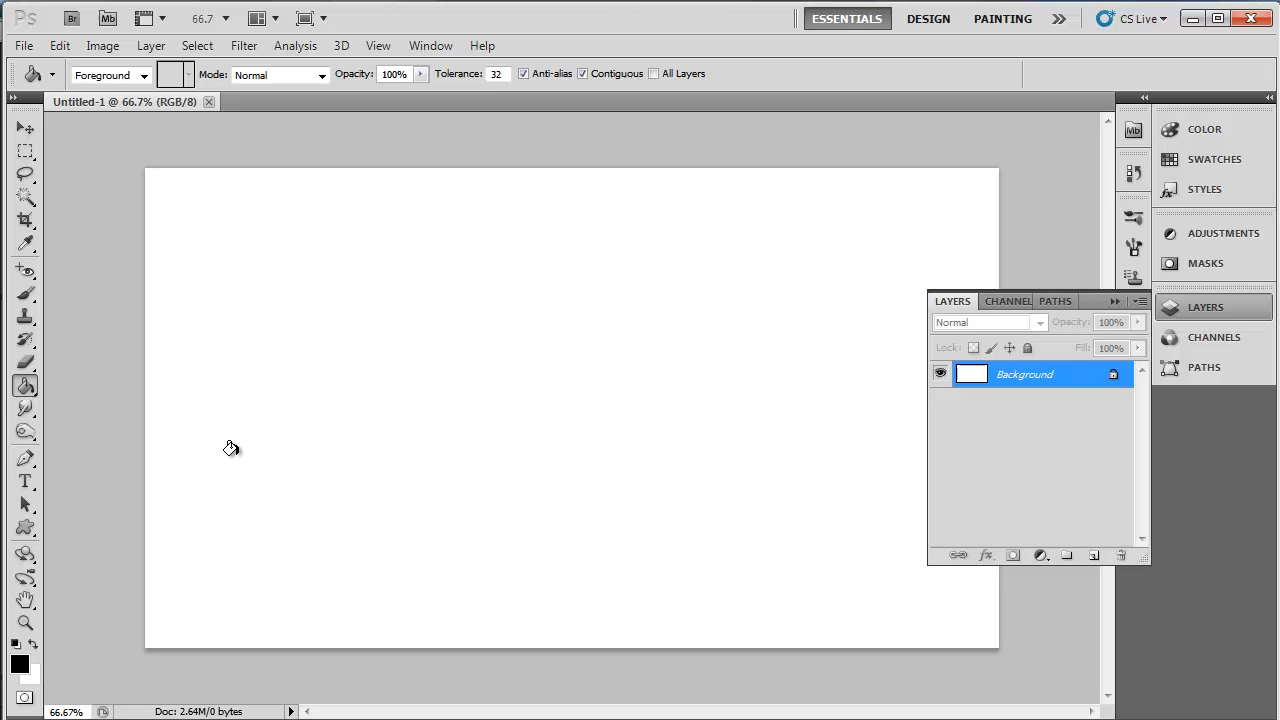 Ps Br Mb 66.7 ESSENTIALS DESIGN PAINTING CS Live
File Edit Image Layer Select Filter Analysis 3D View Window Help
Foreground Mode: Normal Opacity: 100% Tolerance: 32 Anti-alias Contiguous All Layers
Untitled-1 @ 66.7% (RGB/8)
Mb
COLOR
SWATCHES
STYLES
ADJUSTMENTS
MASKS
LAYERS
CHANNELS
PATHS
LAYERS CHANNEL PATHS
Normal Opacity: 100%
Lock: Fill: 100%
Background
fx
T
66.67% Doc: 2.64M/0 bytes